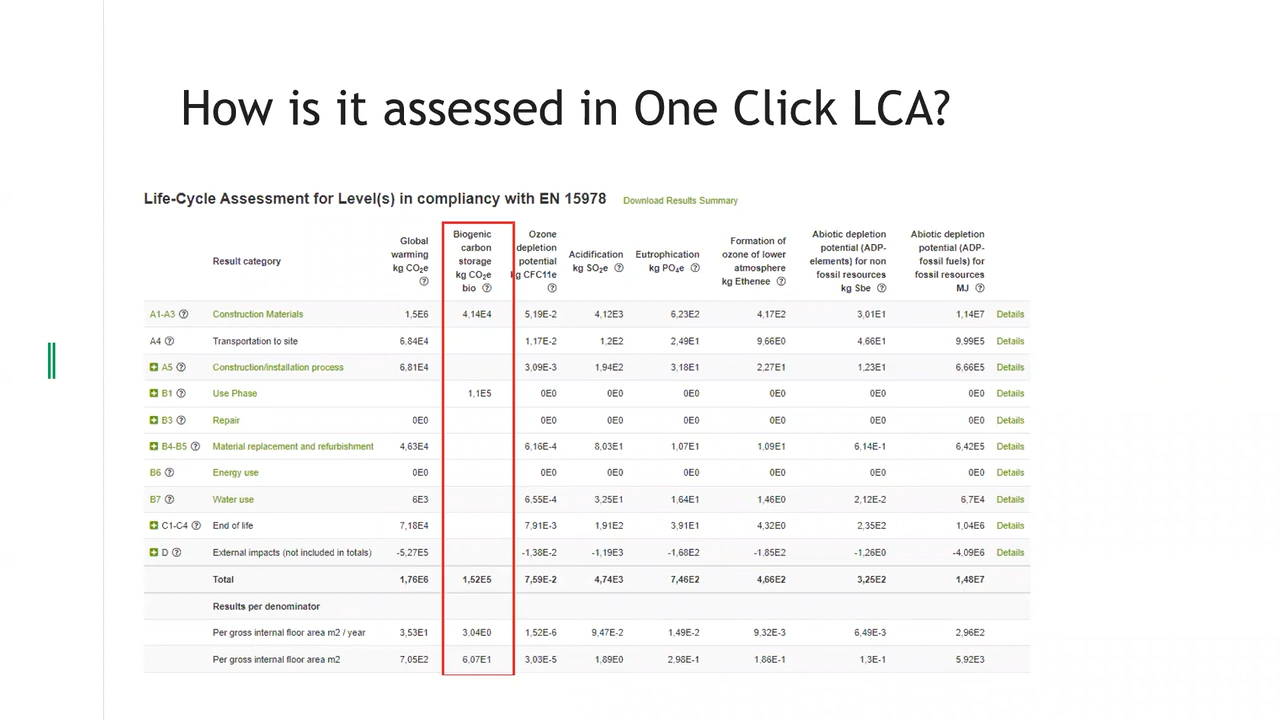 How is it assessed in One Click LCA?
Life-Cycle Assessment for Level(s) in compliancy with EN 15978 Download Results Summary
Result category
Global warming kg CO₂e ?
Biogenic carbon storage kg CO₂e bio ?
Ozone depletion potential kg CFC11e ?
Acidification kg SO₂e ?
Eutrophication kg PO₄e ?
Formation of ozone of lower atmosphere kg Ethenee ?
Abiotic depletion potential (ADP-elements) for non fossil resources kg Sbe ?
Abiotic depletion potential (ADP-fossil fuels) for fossil resources MJ ?
A1-A3 ? Construction Materials 1,5E6 4,14E4 5,19E-2 4,12E3 6,23E2 4,17E2 3,01E1 1,14E7 Details
A4 ? Transportation to site 6,84E4 1,17E-2 1,2E2 2,49E1 9,66E0 4,66E1 9,99E5 Details
A5 ? Construction/installation process 6,81E4 3,09E-3 1,94E2 3,18E1 2,27E1 1,23E1 6,66E5 Details
B1 ? Use Phase 1,1E5 0E0 0E0 0E0 0E0 0E0 0E0 Details
B3 ? Repair 0E0 0E0 0E0 0E0 0E0 0E0 0E0 Details
B4-B5 ? Material replacement and refurbishment 4,63E4 6,16E-4 8,03E1 1,07E1 1,09E1 6,14E-1 6,42E5 Details
B6 ? Energy use 0E0 0E0 0E0 0E0 0E0 0E0 0E0 Details
B7 ? Water use 6E3 6,55E-4 3,25E1 1,64E1 1,46E0 2,12E-2 6,7E4 Details
C1-C4 ? End of life 7,18E4 7,91E-3 1,91E2 3,91E1 4,32E0 2,35E2 1,04E6 Details
D ? External impacts (not included in totals) -5,27E5 -1,38E-2 -1,19E3 -1,68E2 -1,85E2 -1,26E0 -4,09E6 Details
Total 1,76E6 1,52E5 7,59E-2 4,74E3 7,46E2 4,66E2 3,25E2 1,48E7
Results per denominator
Per gross internal floor area m2 / year 3,53E1 3,04E0 1,52E-6 9,47E-2 1,49E-2 9,32E-3 6,49E-3 2,96E2
Per gross internal floor area m2 7,05E2 6,07E1 3,03E-5 1,89E0 2,98E-1 1,86E-1 1,3E-1 5,92E3